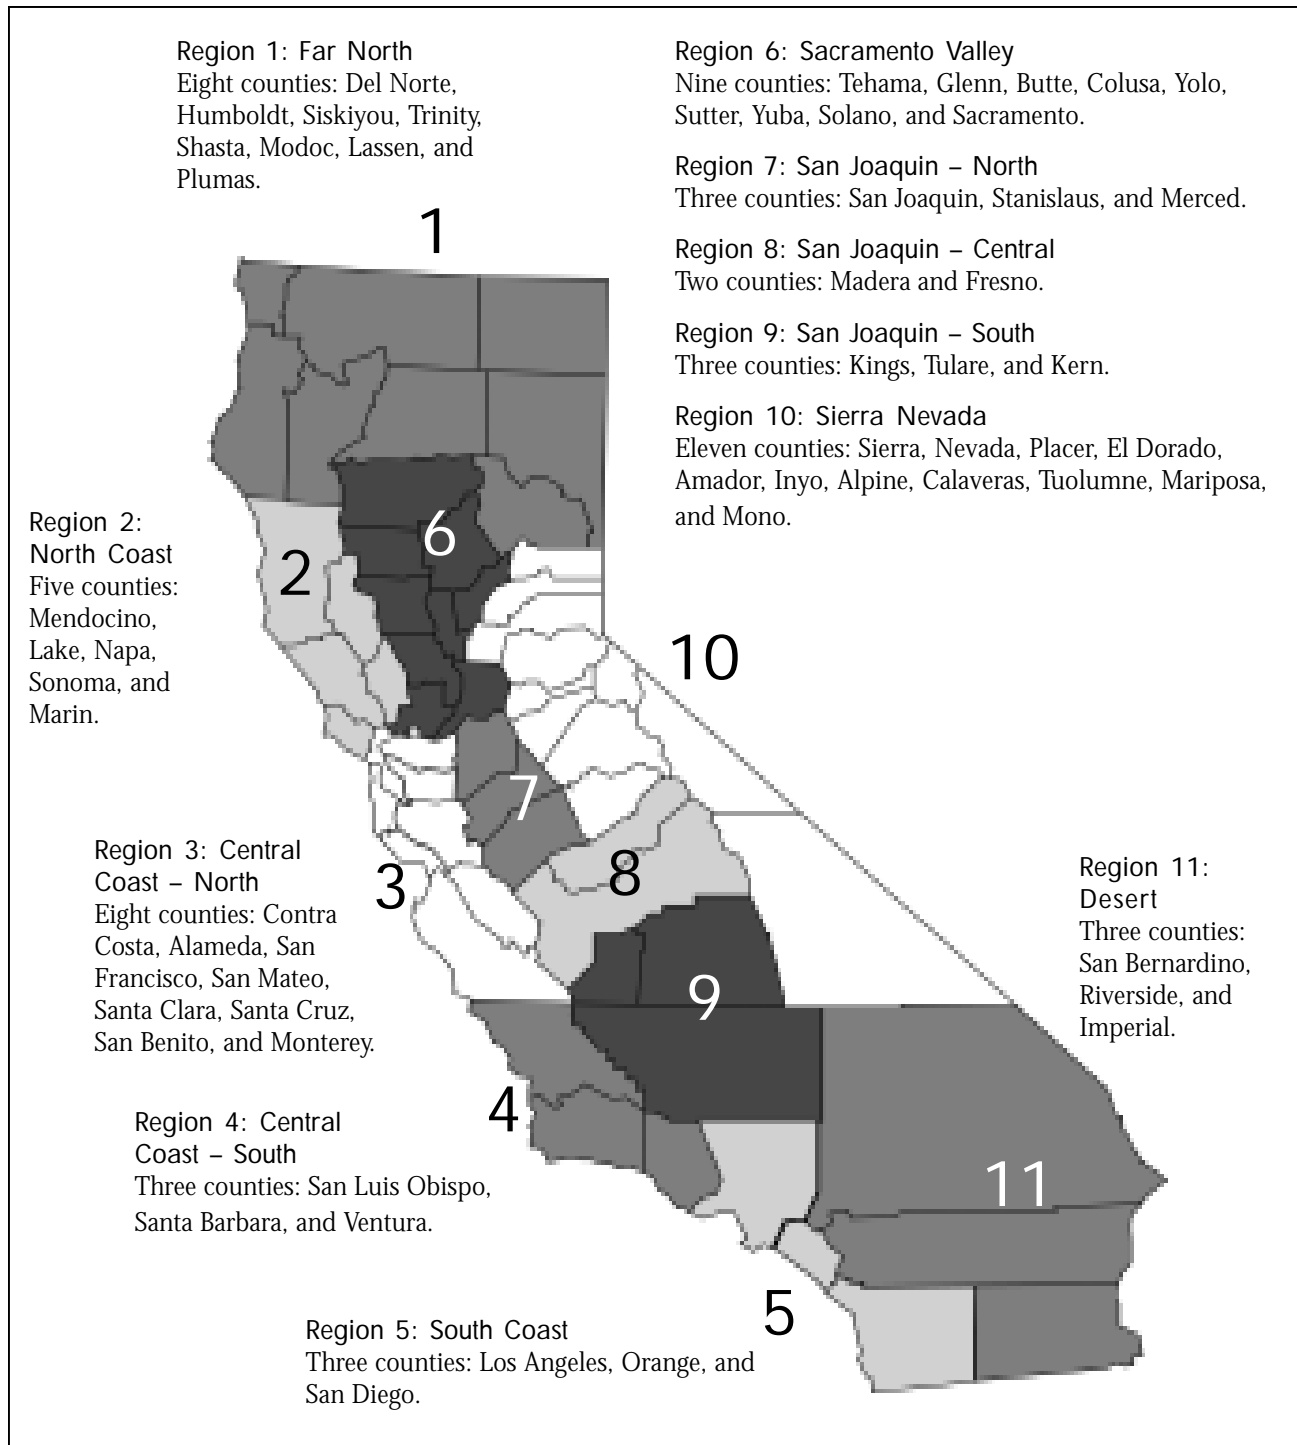 Region 1: Far North
Eight counties: Del Norte,
Humboldt, Siskiyou, Trinity,
Shasta, Modoc, Lassen, and
Plumas.
Region 6: Sacramento Valley
Nine counties: Tehama, Glenn, Butte, Colusa, Yolo,
Sutter, Yuba, Solano, and Sacramento.
Region 7: San Joaquin – North
Three counties: San Joaquin, Stanislaus, and Merced.
Region 8: San Joaquin – Central
Two counties: Madera and Fresno.
Region 9: San Joaquin – South
Three counties: Kings, Tulare, and Kern.
Region 10: Sierra Nevada
Eleven counties: Sierra, Nevada, Placer, El Dorado,
Amador, Inyo, Alpine, Calaveras, Tuolumne, Mariposa,
and Mono.
1
6
2
10
7
8
3
9
4
11
5
Region 2:
North Coast
Five counties:
Mendocino,
Lake, Napa,
Sonoma, and
Marin.
Region 3: Central
Coast – North
Eight counties: Contra
Costa, Alameda, San
Francisco, San Mateo,
Santa Clara, Santa Cruz,
San Benito, and Monterey.
Region 11:
Desert
Three counties:
San Bernardino,
Riverside, and
Imperial.
Region 4: Central
Coast – South
Three counties: San Luis Obispo,
Santa Barbara, and Ventura.
Region 5: South Coast
Three counties: Los Angeles, Orange, and
San Diego.